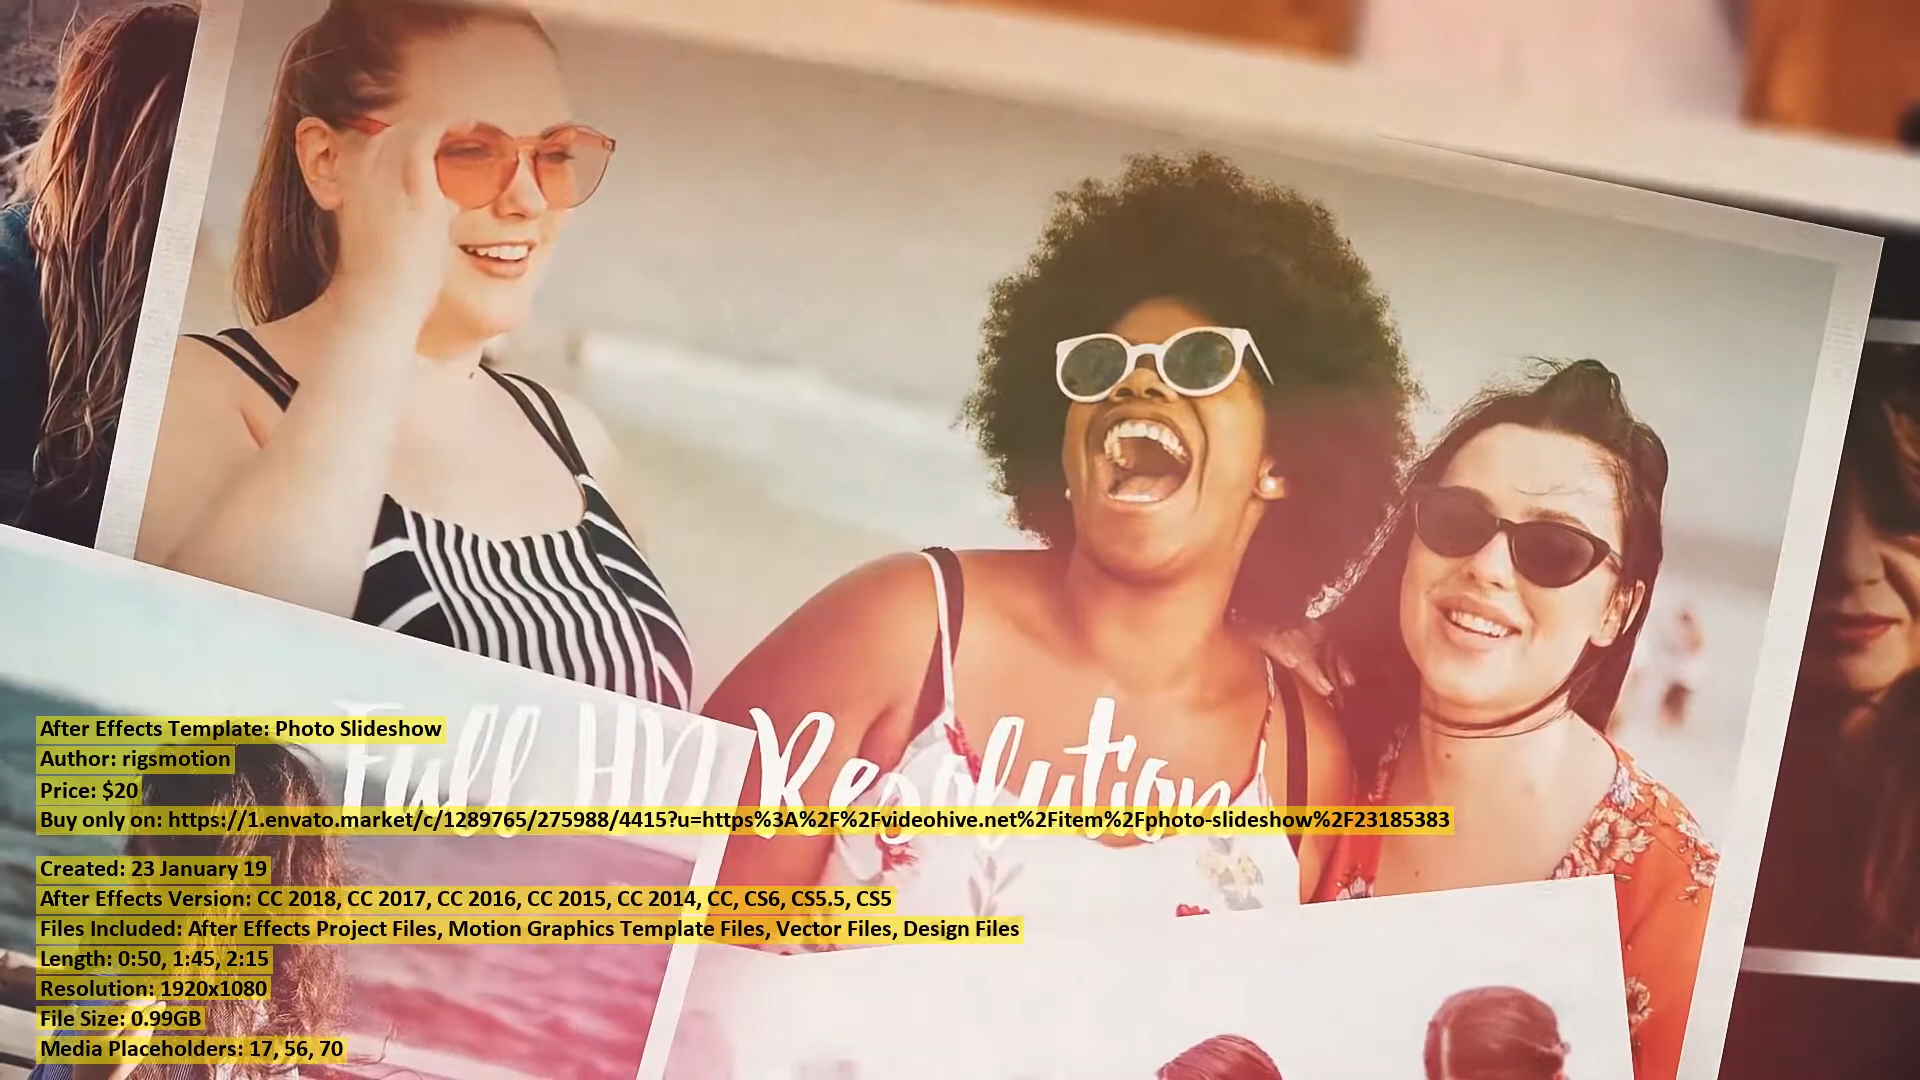 Full HD Resolution
After Effects Template: Photo Slideshow
Author: rigsmotion
Price: $20
Buy only on: https://1.envato.market/c/1289765/275988/4415?u=https%3A%2F%2Fvideohive.net%2Fitem%2Fphoto-slideshow%2F23185383
Created: 23 January 19
After Effects Version: CC 2018, CC 2017, CC 2016, CC 2015, CC 2014, CC, CS6, CS5.5, CS5
Files Included: After Effects Project Files, Motion Graphics Template Files, Vector Files, Design Files
Length: 0:50, 1:45, 2:15
Resolution: 1920x1080
File Size: 0.99GB
Media Placeholders: 17, 56, 70